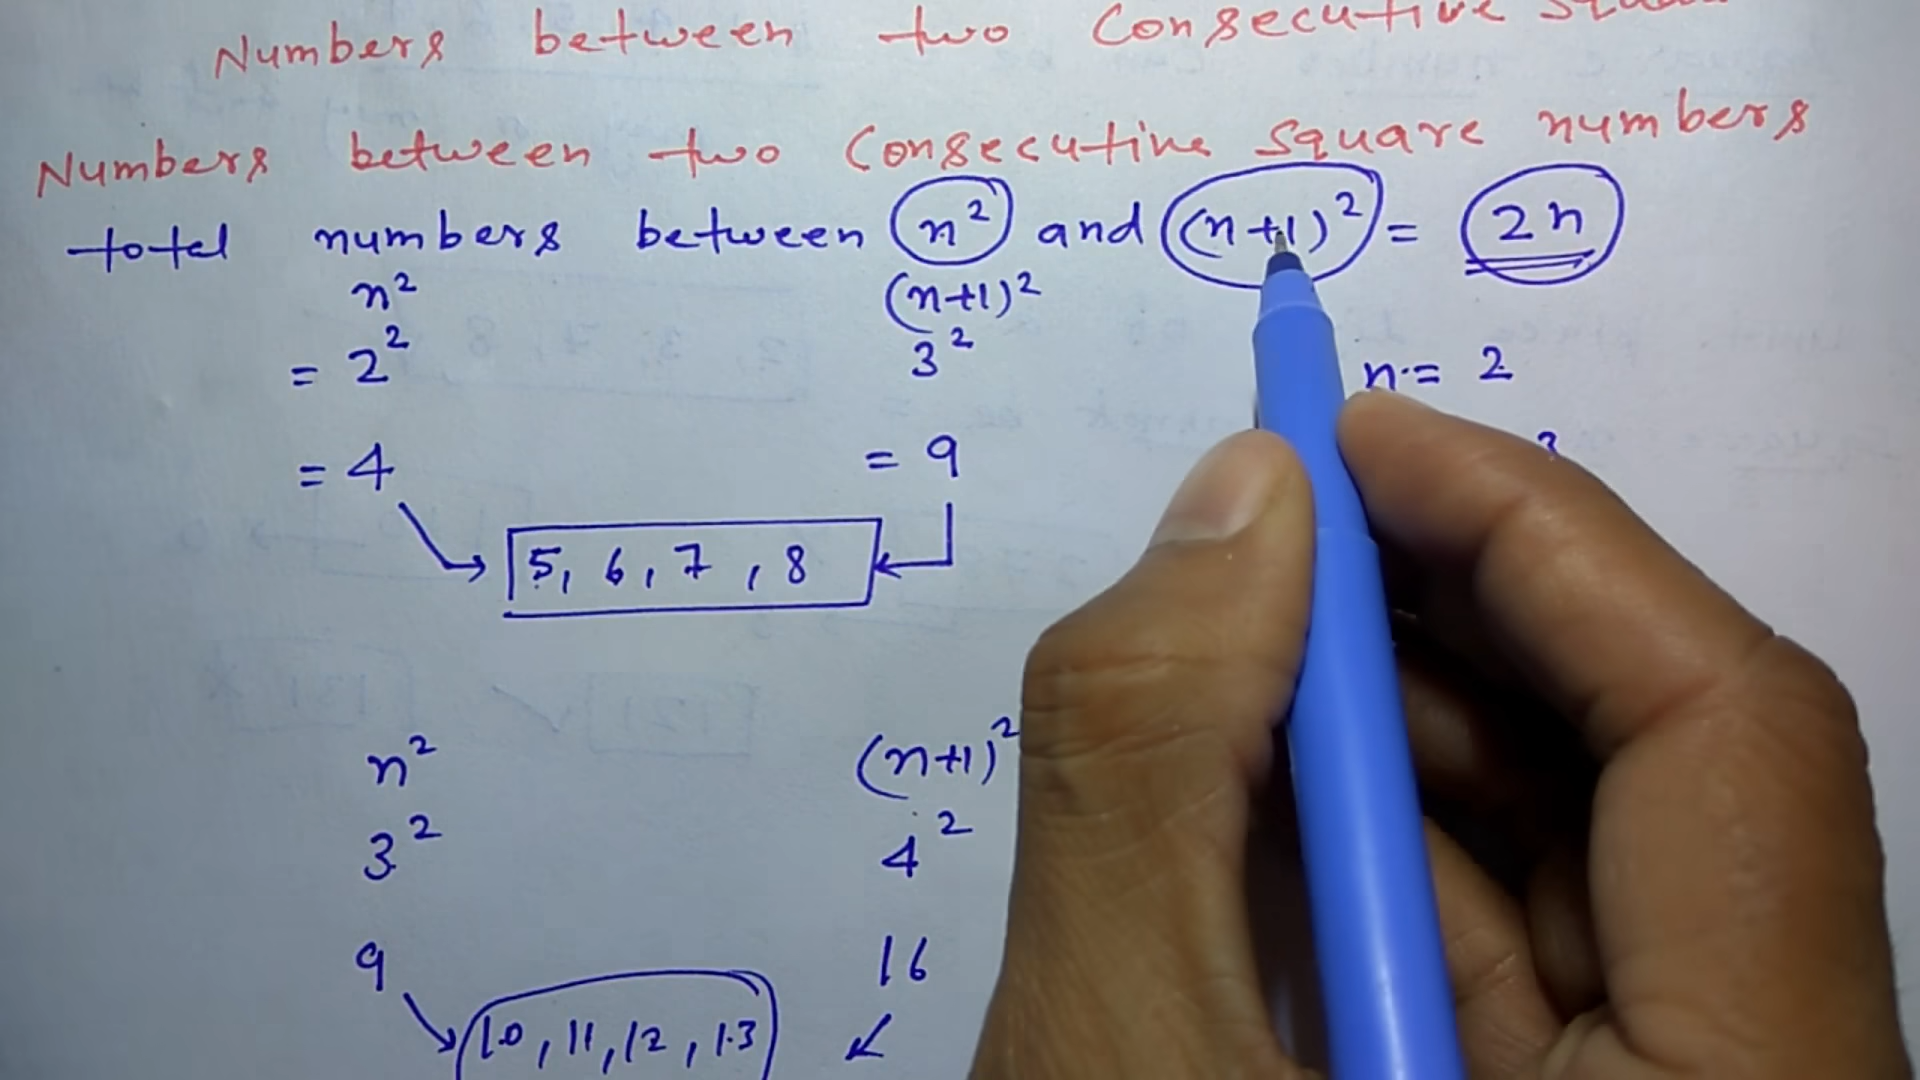 Numbers between two Consecutive
Numbers between two Consecutive square numbers
total numbers between n² and (n+1)² = 2n
n² (n+1)²
= 2² 3² n = 2
= 4 = 9 3
5, 6, 7, 8
n² (n+1)²
3² 4²
9 16
10, 11, 12, 13